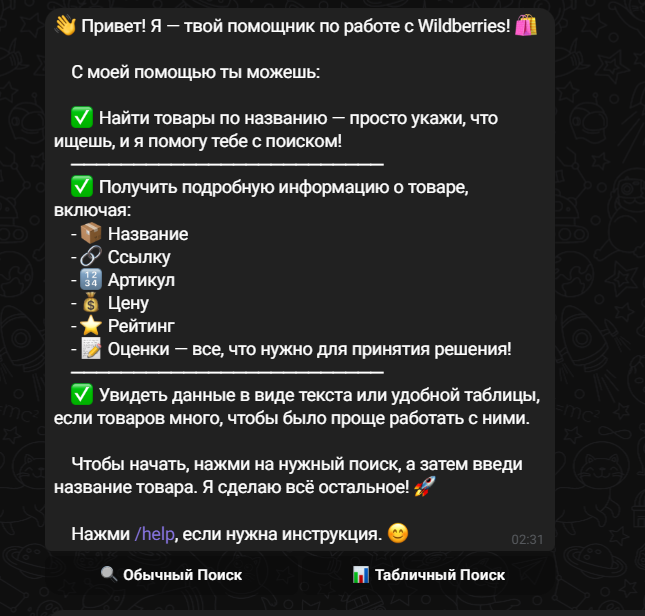 👋 Привет! Я — твой помощник по работе с Wildberries! 🛍️
С моей помощью ты можешь:
✅ Найти товары по названию — просто укажи, что
ищешь, и я помогу тебе с поиском!
✅ Получить подробную информацию о товаре,
включая:
- 📦 Название
- 🔗 Ссылку
- 🔢 Артикул
- 💰 Цену
- ⭐ Рейтинг
- 📝 Оценки — все, что нужно для принятия решения!
✅ Увидеть данные в виде текста или удобной таблицы,
если товаров много, чтобы было проще работать с ними.
Чтобы начать, нажми на нужный поиск, а затем введи
название товара. Я сделаю всё остальное! 🚀
Нажми /help, если нужна инструкция. 😊
02:31
🔍 Обычный Поиск
📊 Табличный Поиск